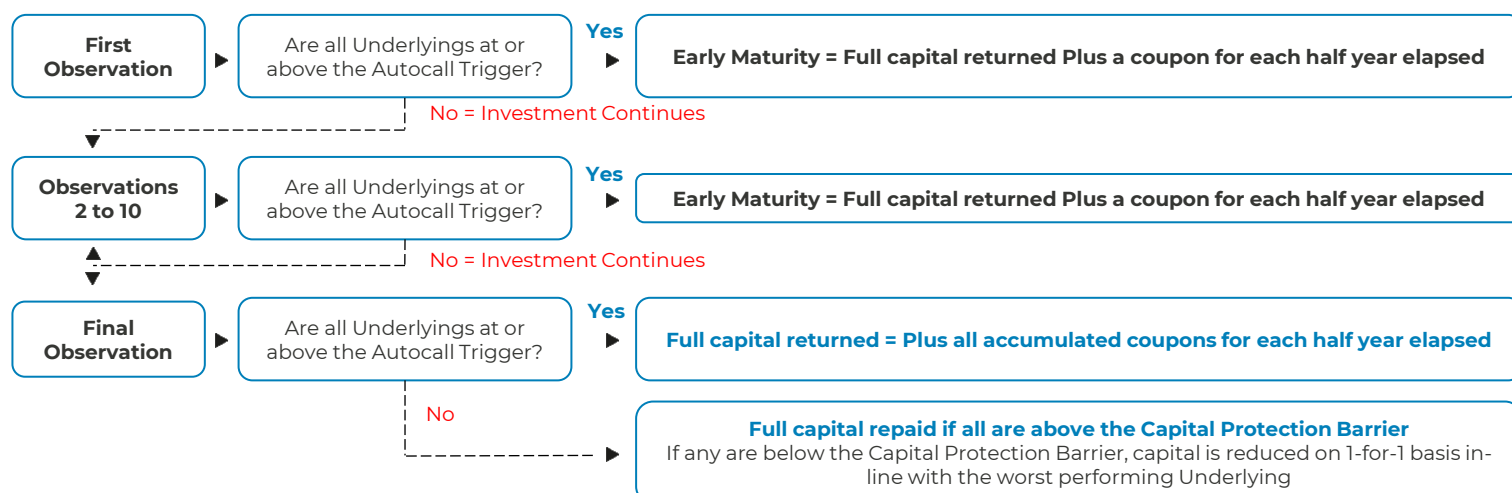 First
Observation
Are all Underlyings at or
above the Autocall Trigger?
Yes
Early Maturity = Full capital returned Plus a coupon for each half year elapsed
No = Investment Continues
Observations
2 to 10
Are all Underlyings at or
above the Autocall Trigger?
Yes
Early Maturity = Full capital returned Plus a coupon for each half year elapsed
No = Investment Continues
Final
Observation
Are all Underlyings at or
above the Autocall Trigger?
Yes
Full capital returned = Plus all accumulated coupons for each half year elapsed
No
Full capital repaid if all are above the Capital Protection Barrier
If any are below the Capital Protection Barrier, capital is reduced on 1-for-1 basis in-
line with the worst performing Underlying